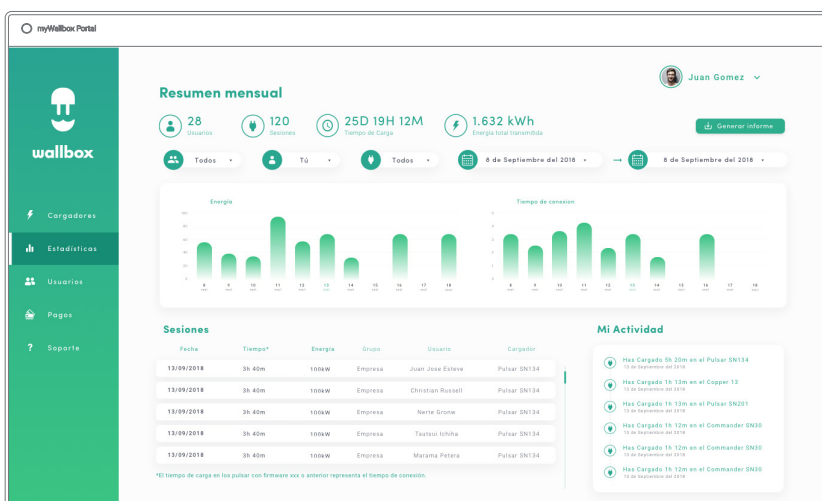 myWallbox Portal
Juan Gomez
wallbox
Resumen mensual
28
Usuarios
120
Sesiones
25D 19H 12M
Tiempo de Carga
1,632 kWh
Energía total transmitida
Generar informe
Todos
Tú
Todos
8 de Septiembre del 2018
8 de Septiembre del 2018
Cargadores
Estadísticas
Usuarios
Pagos
Soporte
Energía
8 9 10 11 12 13 14 15 16 17 18
Tiempo de conexion
8 9 10 11 12 13 14 15 16 17 18
Sesiones
Fecha Tiempo* Energía Grupo Usuario Cargador
13/09/2018 3h 40m 100kW Empresa Juan Jose Esteve Pulsar SN134
13/09/2018 3h 40m 100kW Empresa Christian Russell Pulsar SN134
13/09/2018 3h 40m 100kW Empresa Nerte Grone Pulsar SN134
13/09/2018 3h 40m 100kW Empresa Tsutsui Ichiha Pulsar SN134
13/09/2018 3h 40m 100kW Empresa Marama Petera Pulsar SN134
*El tiempo de carga en los pulsar con firmware xxx o anterior representa el tiempo de conexión.
Mi Actividad
Has Cargado 5h 20m en el Pulsar SN134
13 de Septiembre del 2018
Has Cargado 1h 13m en el Copper 13
13 de Septiembre del 2018
Has Cargado 1h 13m en el Pulsar SN201
13 de Septiembre del 2018
Has Cargado 1h 12m en el Commander SN30
13 de Septiembre del 2018
Has Cargado 1h 12m en el Commander SN30
13 de Septiembre del 2018
Has Cargado 1h 12m en el Commander SN30
13 de Septiembre del 2018